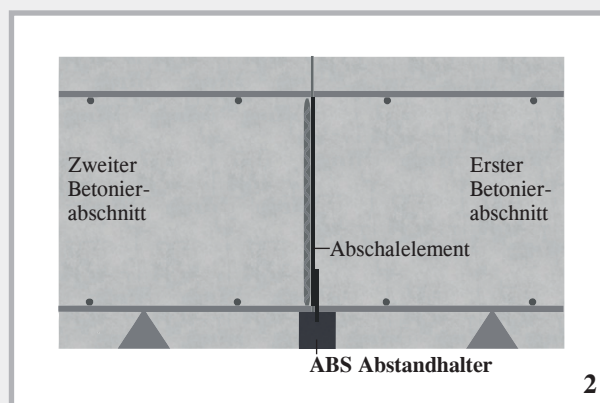 Zweiter
Betonier-
abschnitt
Erster
Betonier-
abschnitt
Abschalelement
ABS Abstandhalter
2